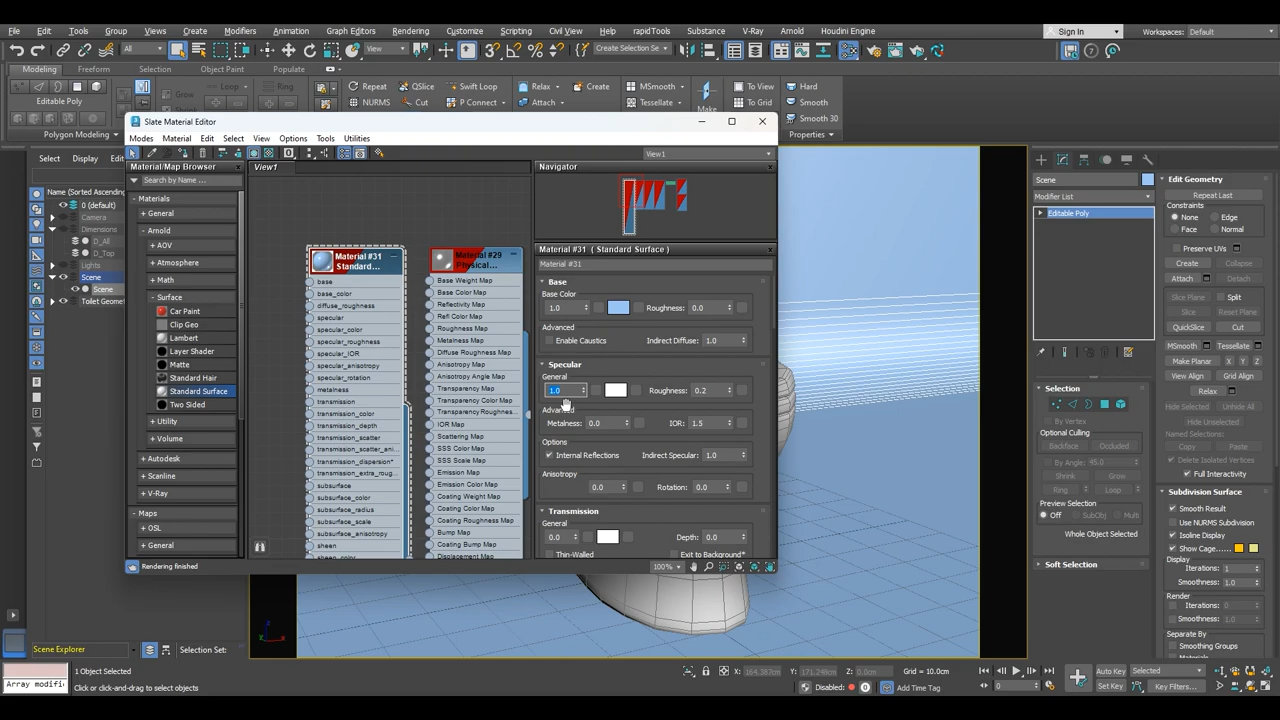 File Edit Tools Group Views Create Modifiers Animation Graph Editors Rendering Customize Scripting Civil View Substance V-Ray Arnold Houdini Engine Sign In Workspaces: Default
All View Create Selection Se
Modeling Freeform Selection Object Paint Populate
Edit Poly
Editable Poly
Polygon Modeling
Grow Loop Ring
Shrink
Repeat QSlice Swift Loop Relax Create MSmooth To View Hard
NURMS Cut P Connect Attach Tessellate To Grid Smooth
Make Smooth 30
Properties
Slate Material Editor
Modes Material Edit Select View Options Tools Utilities
View1
Material/Map Browser View1 Navigator
Search by Name ...
- Materials
+ General
- Arnold
+ AOV
+ Atmosphere
+ Math
- Surface
Car Paint
Clip Geo
Lambert
Layer Shader
Matte
Standard Hair
Standard Surface
Two Sided
+ Utility
+ Volume
+ Autodesk
+ Scanline
+ V-Ray
- Maps
+ OSL
+ General
Rendering finished
100%
Material #31
Standard...
base
base_color
diffuse_roughness
specular
specular_color
specular_roughness
specular_IOR
specular_anisotropy
specular_rotation
metalness
transmission
transmission_color
transmission_depth
transmission_scatter
transmission_scatter_ani...
transmission_dispersion*
transmission_extra_roug...
subsurface
subsurface_color
subsurface_radius
subsurface_scale
subsurface_anisotropy
sheen
sheen_color
Material #29
Physical...
Base Weight Map
Base Color Map
Reflectivity Map
Refl Color Map
Roughness Map
Metalness Map
Diffuse Roughness Map
Anisotropy Map
Anisotropy Angle Map
Transparency Map
Transparency Color Map
Transparency Roughnes...
IOR Map
Scattering Map
SSS Color Map
SSS Scale Map
Emission Map
Emission Color Map
Coating Weight Map
Coating Color Map
Coating Roughness Map
Bump Map
Coating Bump Map
Displacement Map
Material #31 ( Standard Surface )
Material #31
Base
Base Color
1.0 Roughness: 0.0
Advanced
Enable Caustics Indirect Diffuse: 1.0
Specular
General
1.0 Roughness: 0.2
Advanced
Metalness: 0.0 IOR: 1.5
Options
Internal Reflections Indirect Specular: 1.0
Anisotropy
0.0 Rotation: 0.0
Transmission
General
0.0 Depth: 0.0
Thin-Walled Exit to Background*
Select Display Edit
Name (Sorted Ascending
0 (default)
Camera
Dimensions
D_All
D_Top
Lights
Scene
Scene
Toilet Geomet
Scene Explorer
Selection Set:
Scene
Modifier List
Editable Poly
Selection
By Vertex
Optional Culling
Backface Occluded
By Angle: 45.0
Shrink Grow
Ring Loop
Preview Selection
Off SubObj Multi
Whole Object Selected
Soft Selection
Edit Geometry
Repeat Last
Constraints
None Edge
Face Normal
Preserve UVs
Create Collapse
Attach Detach
Slice Plane Split
Slice Reset Plane
QuickSlice Cut
MSmooth Tessellate
Make Planar X Y Z
View Align Grid Align
Relax
Hide Selected Unhide All
Hide Unselected
Named Selections:
Copy Paste
Delete Isolated Vertices
Full Interactivity
Subdivision Surface
Smooth Result
Use NURMS Subdivision
Isoline Display
Show Cage......
Display
Iterations: 1
Smoothness: 1.0
Render
Iterations: 0
Smoothness: 1.0
Separate By
Smoothing Groups
Materials
Array modifi
1 Object Selected
Click or click-and-drag to select objects
X: 164.387cm Y: 171.248cm Z: 0.0cm Grid = 10.0cm
Disabled: Add Time Tag
0
Auto Key Selected
Set Key Key Filters...